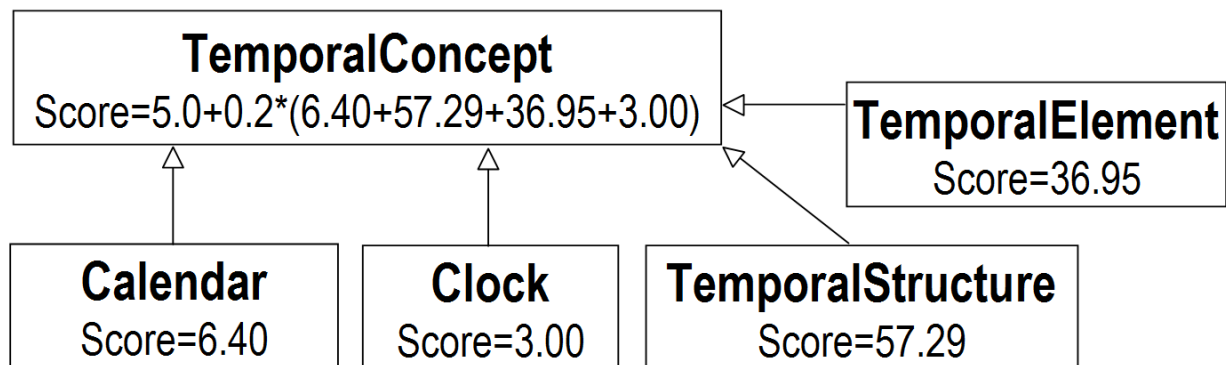 TemporalConcept
Score=5.0+0.2*(6.40+57.29+36.95+3.00)
TemporalElement
Score=36.95
Calendar
Score=6.40
Clock
Score=3.00
TemporalStructure
Score=57.29